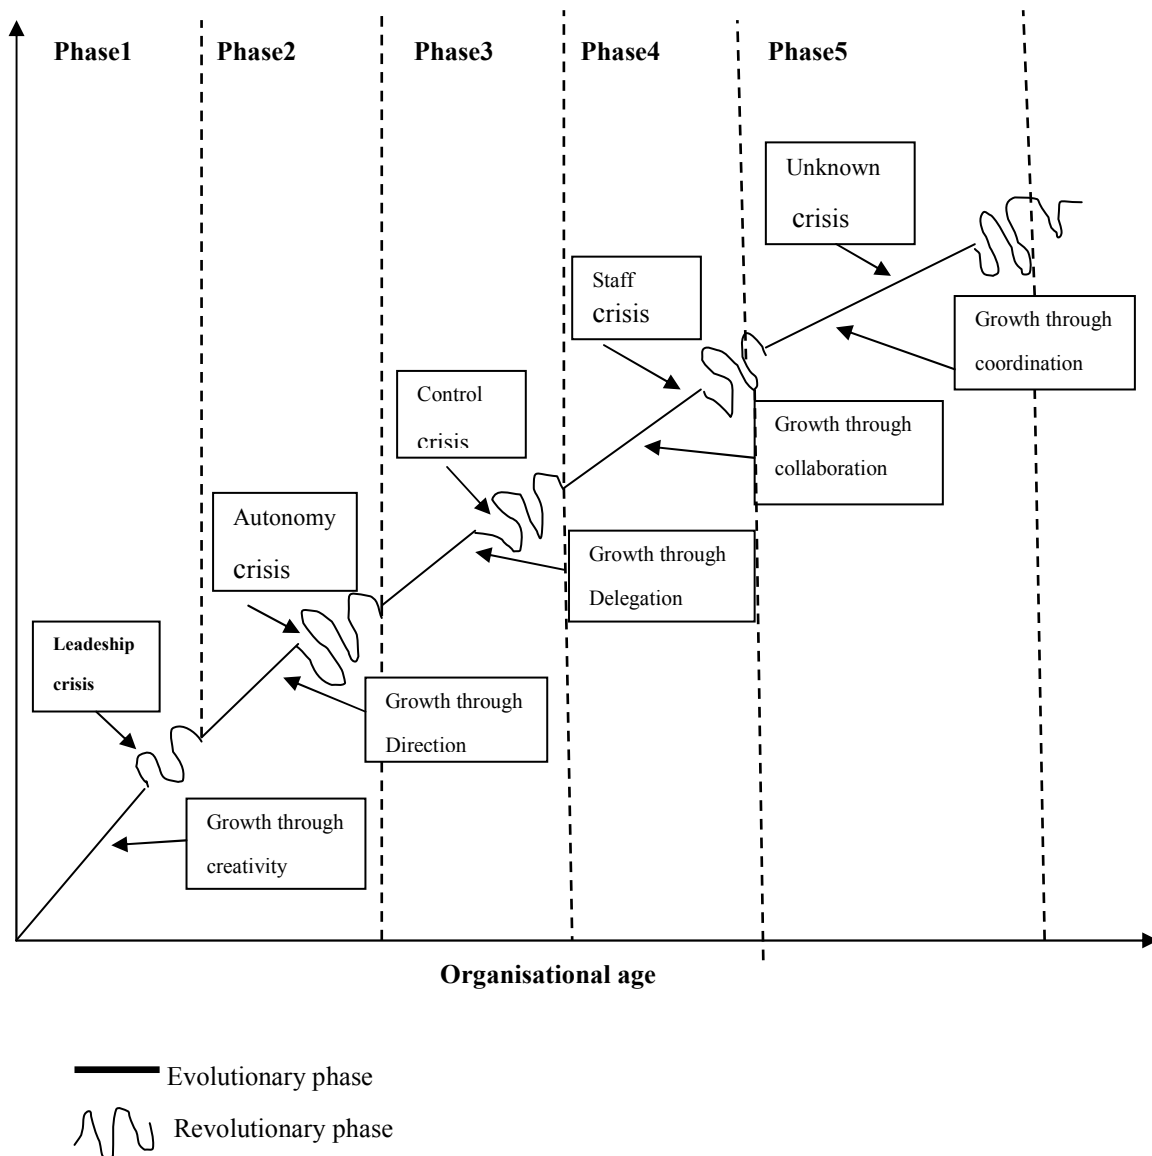 Phase1
Phase2
Phase3
Phase4
Phase5
Unknown
crisis
Staff
crisis
Growth through
coordination
Control
crisis
Growth through
collaboration
Autonomy
crisis
Growth through
Delegation
Leadeship
crisis
Growth through
Direction
Growth through
creativity
Organisational age
Evolutionary phase
Revolutionary phase